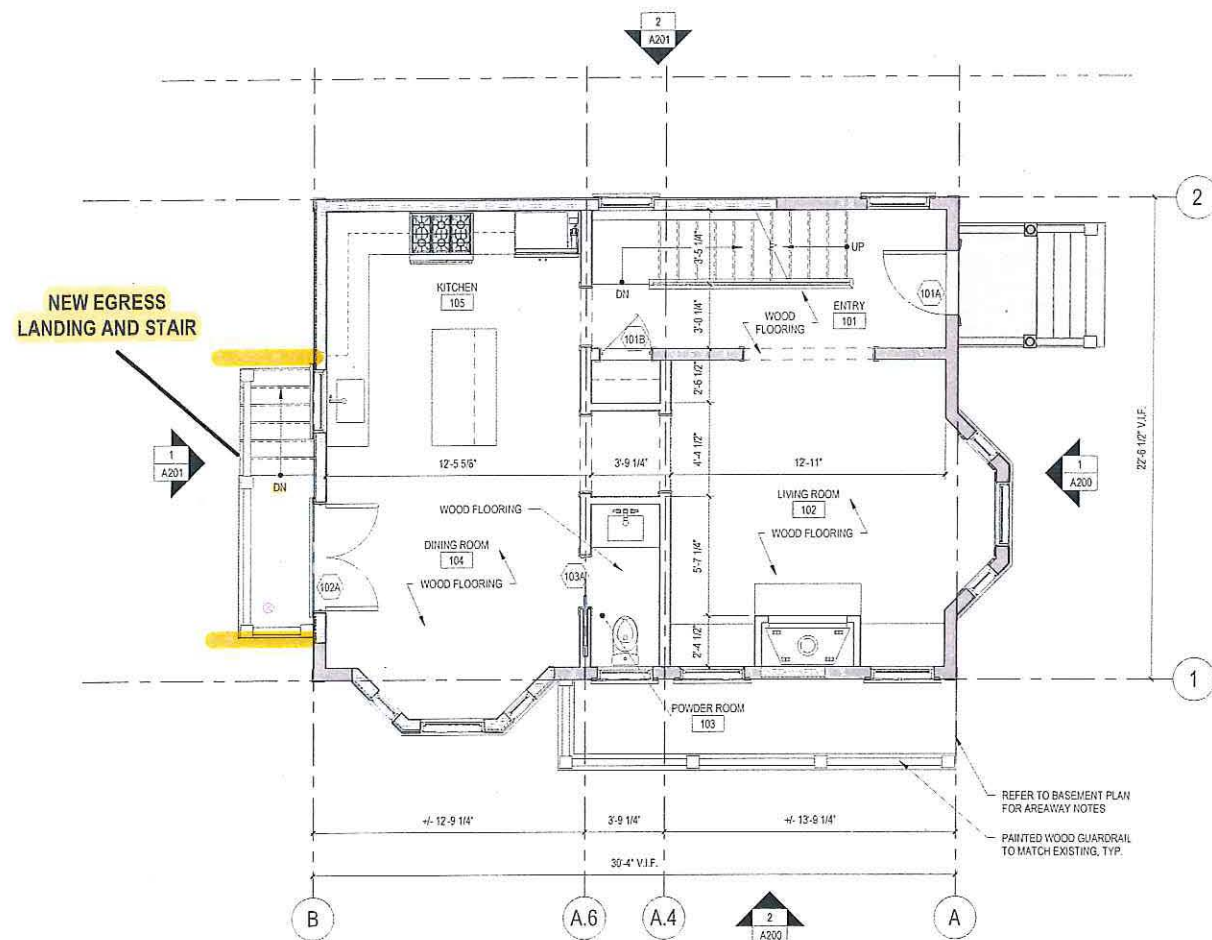 2
A201
2
NEW EGRESS
LANDING AND STAIR
KITCHEN
105
3'-5 1/4"
UP
DN
101A
ENTRY
101
WOOD
FLOORING
3'-0 1/4"
101B
2'-6 1/2"
22'-6 1/2" V.I.F.
1
A201
DN
12'-5 5/8"
3'-9 1/4"
4'-4 1/2"
12'-11"
1
A200
WOOD FLOORING
LIVING ROOM
102
WOOD FLOORING
DINING ROOM
104
WOOD FLOORING
102A
103A
5'-7 1/4"
2'-4 1/2"
1
POWDER ROOM
103
REFER TO BASEMENT PLAN
FOR AREAWAY NOTES
PAINTED WOOD GUARDRAIL
TO MATCH EXISTING, TYP.
+/- 12'-9 1/4"
3'-9 1/4"
+/- 13'-9 1/4"
30'-4" V.I.F.
B
A.6
A.4
2
A200
A